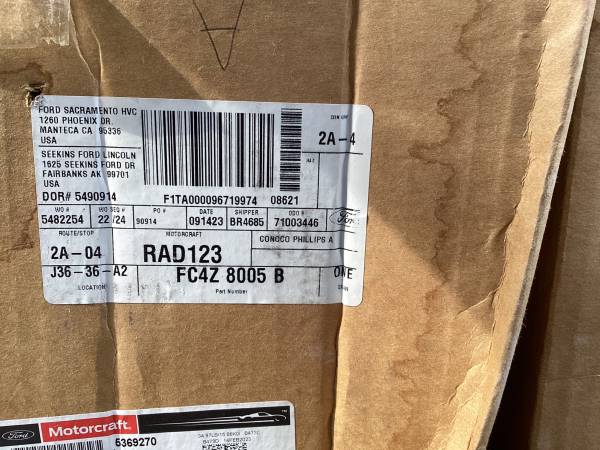 FORD SACRAMENTO HVC
1260 PHOENIX DR.
MANTECA CA 95336
USA
2A-4
SEEKINS FORD LINCOLN
1625 SEEKINS FORD DR
FAIRBANKS AK 99701
USA
DOR# 5490914
F1TA000096719974 08621
WO # WO SEQ # PO # DATE SHIPPER DDO #
5482254 22/24 90914 091423 BR4685 71003446 Ford
ROUTE/STOP MOTORCRAFT CONOCO PHILLIPS A
2A-04 RAD123
J36-36-A2 FC4Z 8005 B ONE
LOCATION Part Number
Ford Motorcraft
5369270